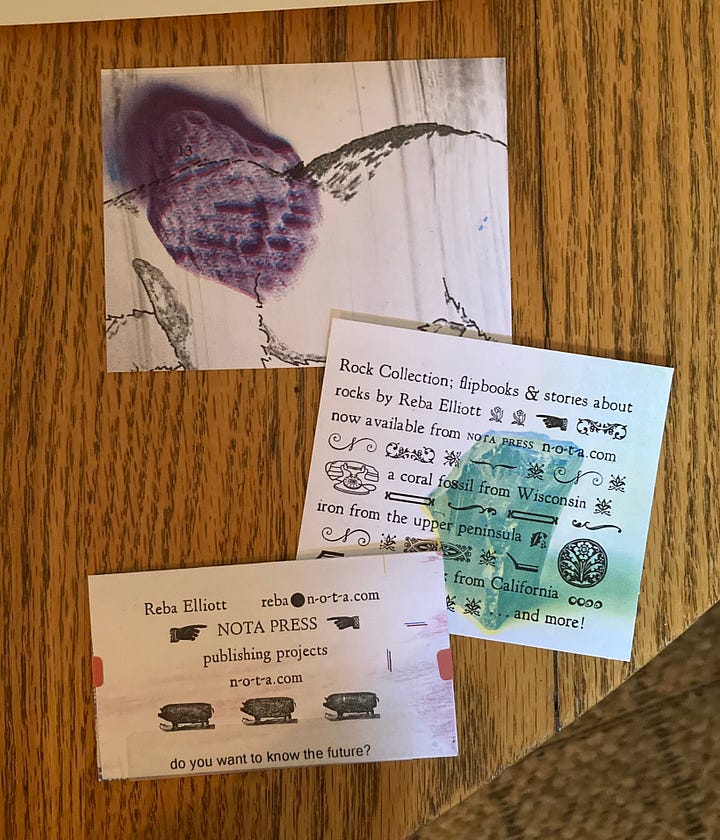 13
Rock Collection; flipbooks & stories about
rocks by Reba Elliott
now available from NOTA PRESS n-o-t-a.com
a coral fossil from Wisconsin
iron from the upper peninsula
from California
... and more!
Reba Elliott reba●n-o-t-a.com
NOTA PRESS
publishing projects
n-o-t-a.com
do you want to know the future?